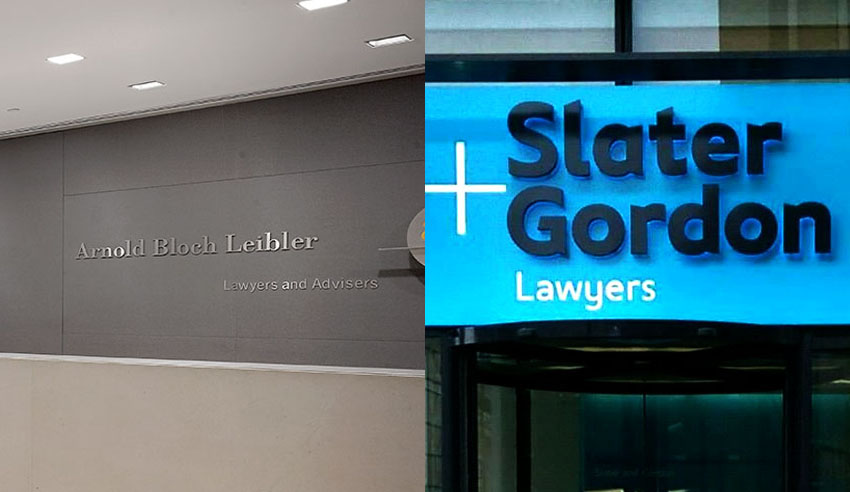 Arnold Bloch Leibler
Lawyers and Advisers
Slater
Gordon
Lawyers